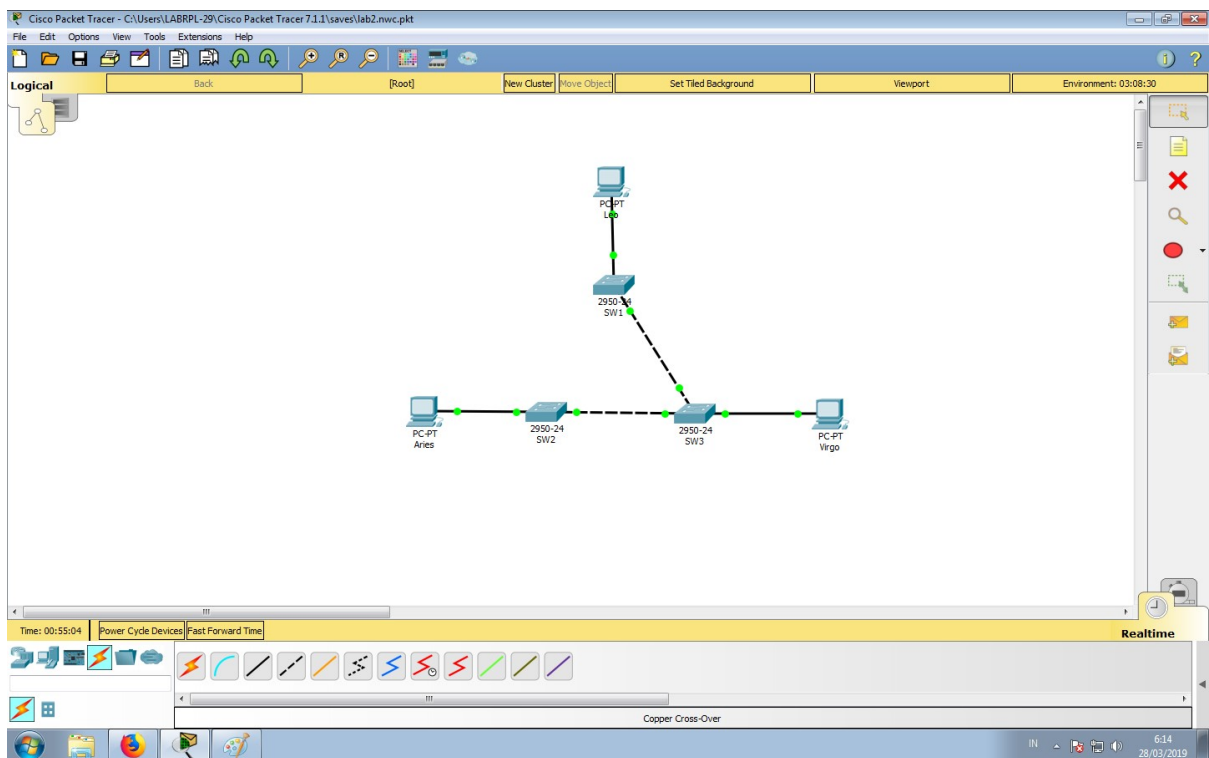 Cisco Packet Tracer - C:\Users\LABRPL-29\Cisco Packet Tracer 7.1.1\saves\lab2.nwc.pkt
File Edit Options View Tools Extensions Help
Logical Back [Root] New Cluster Move Object Set Tiled Background Viewport Environment: 03:08:30
PC-PT
Leo
2950-24
SW1
PC-PT
Aries
2950-24
SW2
2950-24
SW3
PC-PT
Virgo
Time: 00:55:04 Power Cycle Devices Fast Forward Time Realtime
Copper Cross-Over
IN 6:14
28/03/2019